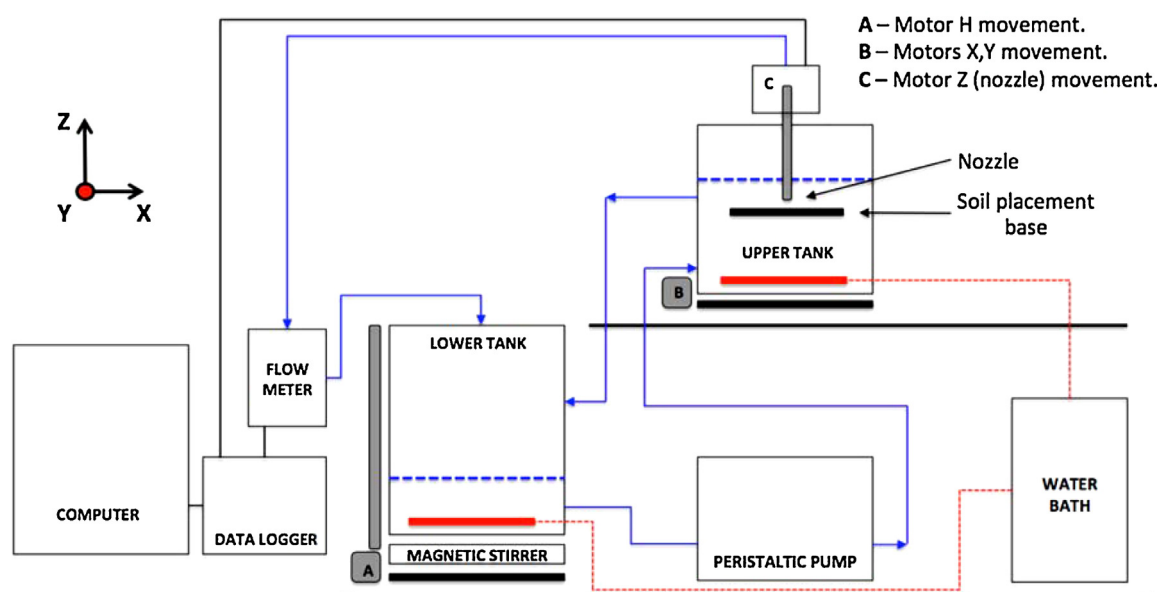 A – Motor H movement.
B – Motors X,Y movement.
C – Motor Z (nozzle) movement.
C
Z
Y
X
Nozzle
Soil placement
base
UPPER TANK
B
LOWER TANK
FLOW
METER
COMPUTER
DATA LOGGER
A
MAGNETIC STIRRER
PERISTALTIC PUMP
WATER
BATH